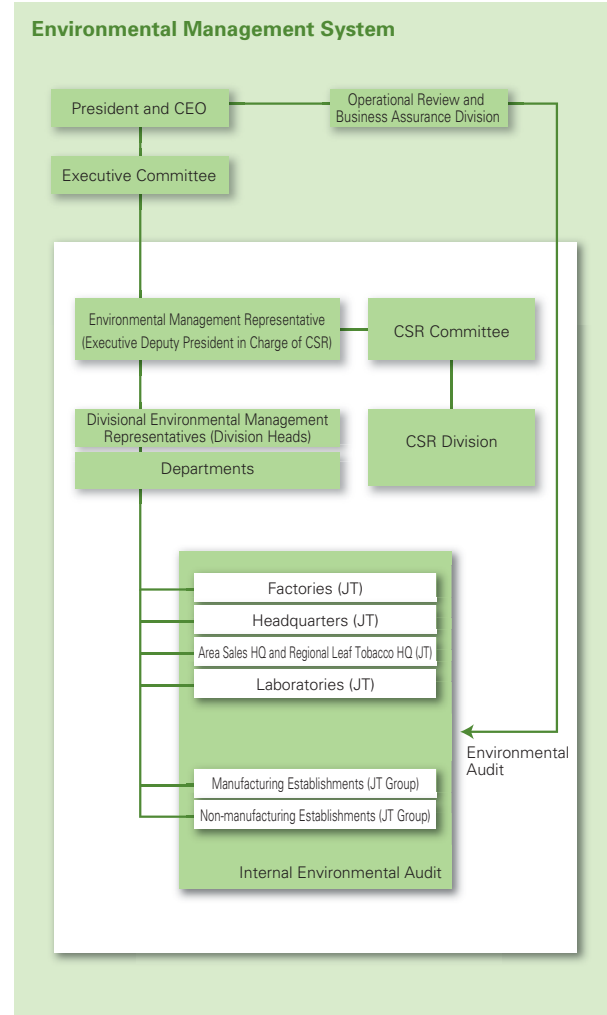 Environmental Management System
President and CEO
Operational Review and
Business Assurance Division
Executive Committee
Environmental Management Representative
(Executive Deputy President in Charge of CSR)
CSR Committee
Divisional Environmental Management
Representatives (Division Heads)
CSR Division
Departments
Factories (JT)
Headquarters (JT)
Area Sales HQ and Regional Leaf Tobacco HQ (JT)
Laboratories (JT)
Environmental
Audit
Manufacturing Establishments (JT Group)
Non-manufacturing Establishments (JT Group)
Internal Environmental Audit